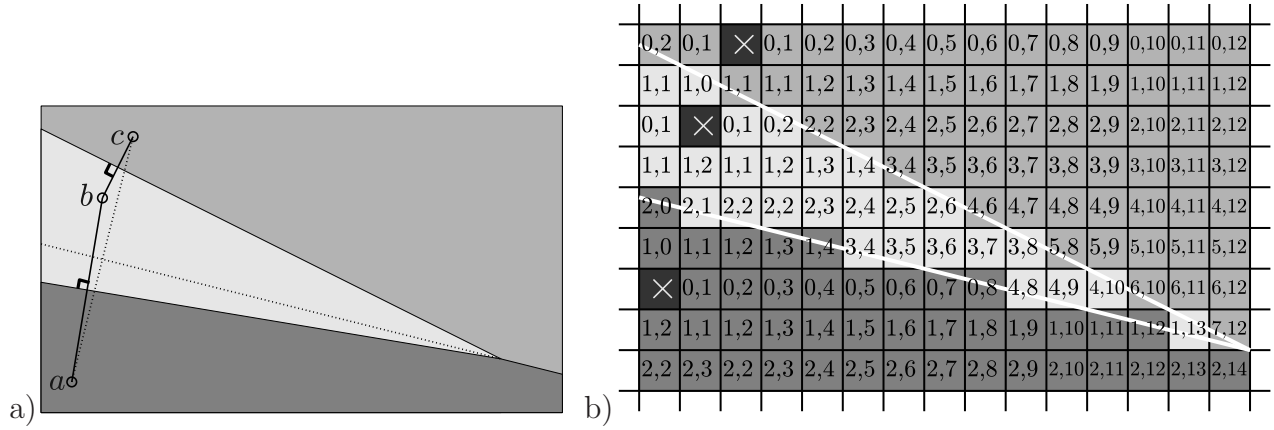 c
b
a
a)
0,2 0,1 × 0,1 0,2 0,3 0,4 0,5 0,6 0,7 0,8 0,9 0,10 0,11 0,12
1,1 1,0 1,1 1,1 1,2 1,3 1,4 1,5 1,6 1,7 1,8 1,9 1,10 1,11 1,12
0,1 × 0,1 0,2 2,2 2,3 2,4 2,5 2,6 2,7 2,8 2,9 2,10 2,11 2,12
1,1 1,2 1,1 1,2 1,3 1,4 3,4 3,5 3,6 3,7 3,8 3,9 3,10 3,11 3,12
2,0 2,1 2,2 2,2 2,3 2,4 2,5 2,6 4,6 4,7 4,8 4,9 4,10 4,11 4,12
1,0 1,1 1,2 1,3 1,4 3,4 3,5 3,6 3,7 3,8 5,8 5,9 5,10 5,11 5,12
× 0,1 0,2 0,3 0,4 0,5 0,6 0,7 0,8 4,8 4,9 4,10 6,10 6,11 6,12
1,2 1,1 1,2 1,3 1,4 1,5 1,6 1,7 1,8 1,9 1,10 1,11 1,12 1,13 7,12
2,2 2,3 2,2 2,3 2,4 2,5 2,6 2,7 2,8 2,9 2,10 2,11 2,12 2,13 2,14
b)